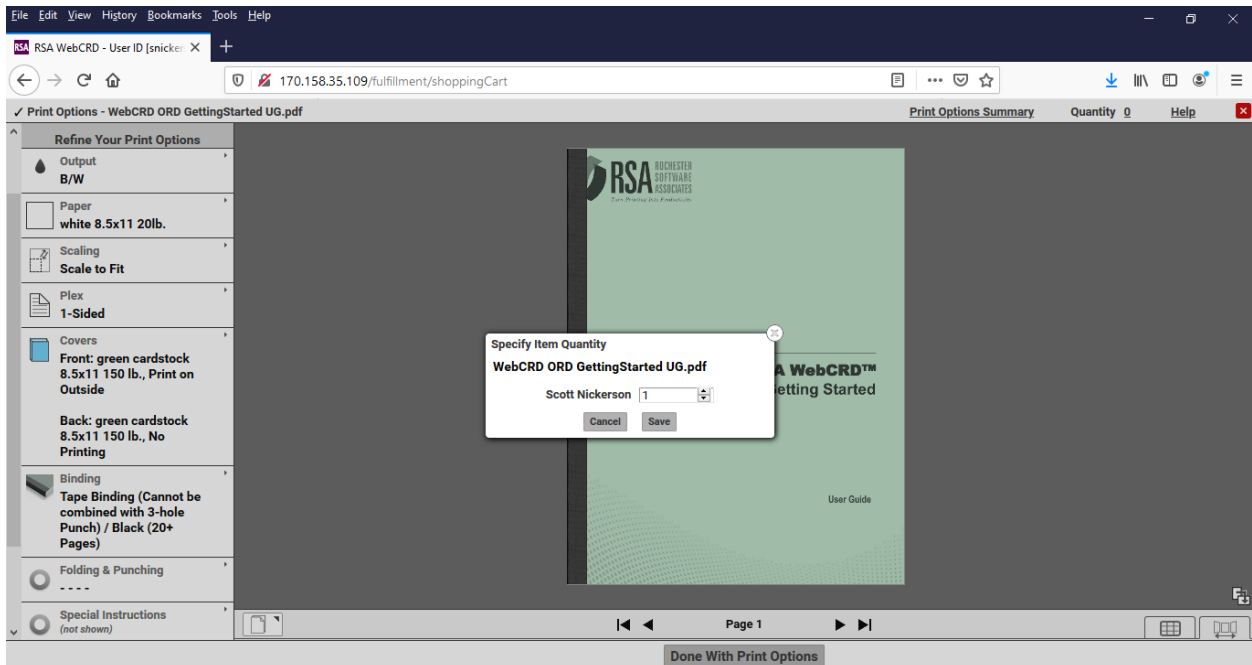 File Edit View History Bookmarks Tools Help
RSA RSA WebCRD - User ID [snicker
170.158.35.109/fulfillment/shoppingCart
✓ Print Options - WebCRD ORD GettingStarted UG.pdf Print Options Summary Quantity 0 Help
Refine Your Print Options
Output
B/W
Paper
white 8.5x11 20lb.
Scaling
Scale to Fit
Plex
1-Sided
Covers
Front: green cardstock
8.5x11 150 lb., Print on
Outside
Back: green cardstock
8.5x11 150 lb., No
Printing
Binding
Tape Binding (Cannot be
combined with 3-hole
Punch) / Black (20+
Pages)
Folding & Punching
- - - -
Special Instructions
(not shown)
RSA ROCHESTER
SOFTWARE
ASSOCIATES
Turn Printing Into Productivity
Specify Item Quantity
WebCRD ORD GettingStarted UG.pdf
Scott Nickerson 1
Cancel Save
A WebCRD™
etting Started
User Guide
Page 1
Done With Print Options